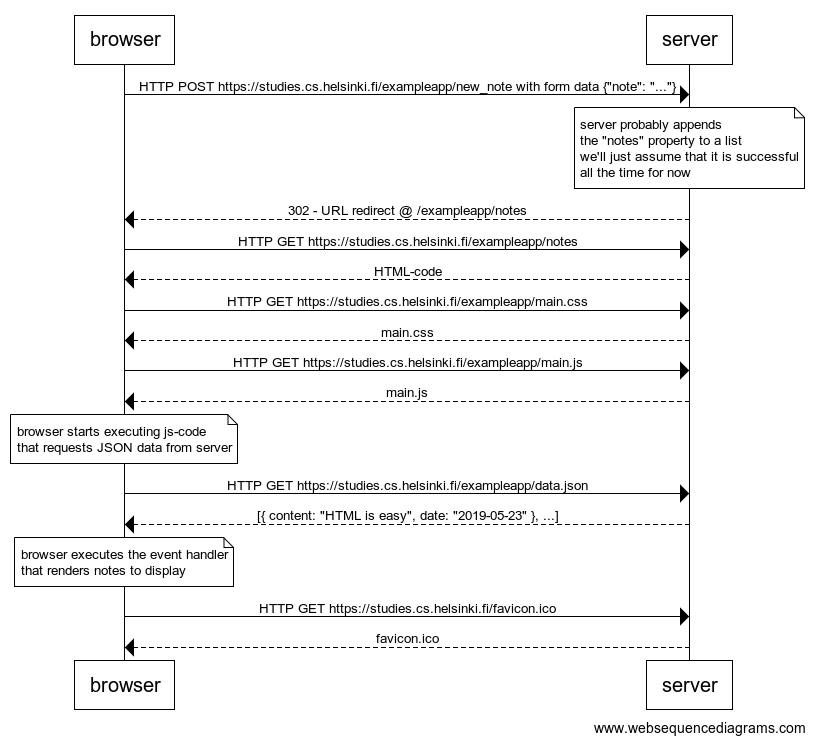 browser
server
HTTP POST https://studies.cs.helsinki.fi/exampleapp/new_note with form data {"note": "..."}
server probably appends
the "notes" property to a list
we'll just assume that it is successful
all the time for now
302 - URL redirect @ /exampleapp/notes
HTTP GET https://studies.cs.helsinki.fi/exampleapp/notes
HTML-code
HTTP GET https://studies.cs.helsinki.fi/exampleapp/main.css
main.css
HTTP GET https://studies.cs.helsinki.fi/exampleapp/main.js
main.js
browser starts executing js-code
that requests JSON data from server
HTTP GET https://studies.cs.helsinki.fi/exampleapp/data.json
[{ content: "HTML is easy", date: "2019-05-23" }, ...]
browser executes the event handler
that renders notes to display
HTTP GET https://studies.cs.helsinki.fi/favicon.ico
favicon.ico
browser
server
www.websequencediagrams.com